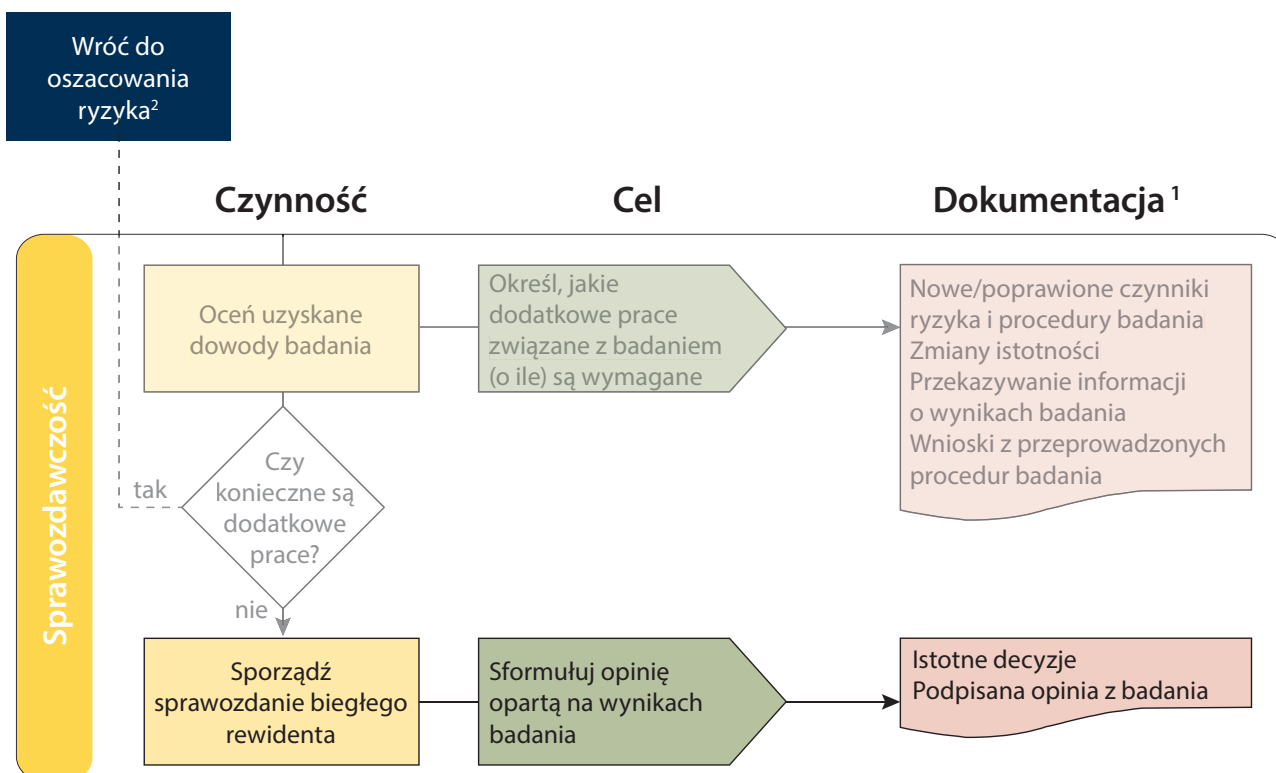 Wróć do
oszacowania
ryzyka²
Czynność
Cel
Dokumentacja ¹
Sprawozdawczość
Oceń uzyskane
dowody badania
Określ, jakie
dodatkowe prace
związane z badaniem
(o ile) są wymagane
Nowe/poprawione czynniki
ryzyka i procedury badania
Zmiany istotności
Przekazywanie informacji
o wynikach badania
Wnioski z przeprowadzonych
procedur badania
Czy
konieczne są
dodatkowe
prace?
tak
nie
Sporządź
sprawozdanie biegłego
rewidenta
Sformułuj opinię
opartą na wynikach
badania
Istotne decyzje
Podpisana opinia z badania